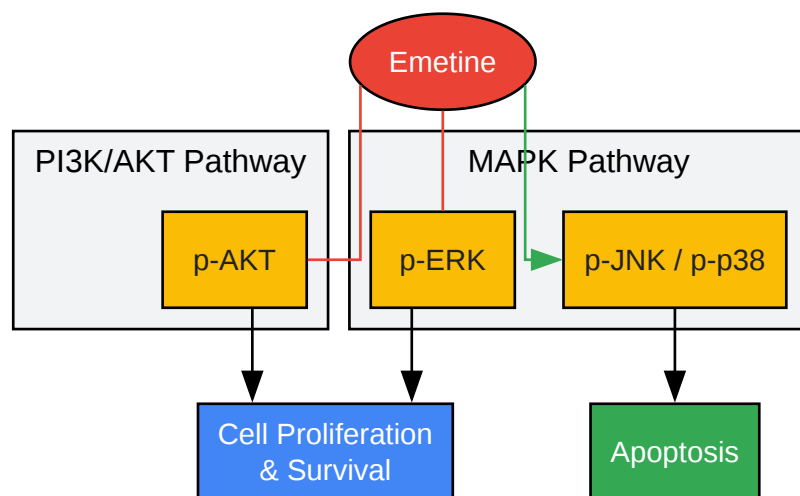 Emetine
PI3K/AKT Pathway
MAPK Pathway
p-AKT
p-ERK
p-JNK / p-p38
Cell Proliferation
& Survival
Apoptosis